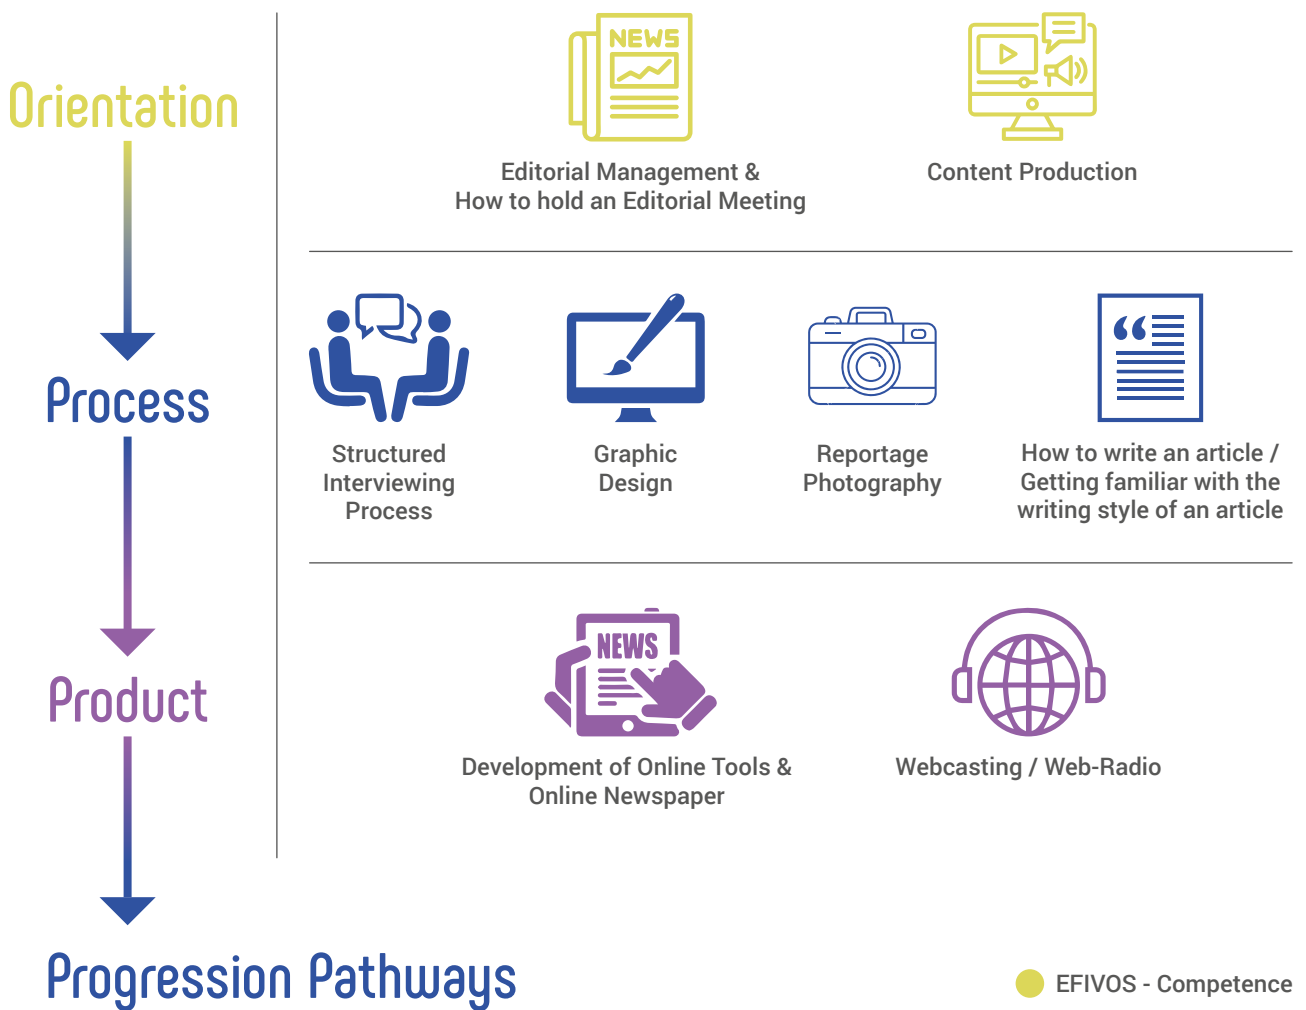 Orientation
NEWS
Editorial Management &
How to hold an Editorial Meeting
Content Production
Process
Structured
Interviewing
Process
Graphic
Design
Reportage
Photography
How to write an article /
Getting familiar with the
writing style of an article
Product
NEWS
Development of Online Tools &
Online Newspaper
Webcasting / Web-Radio
Progression Pathways
EFIVOS - Competence